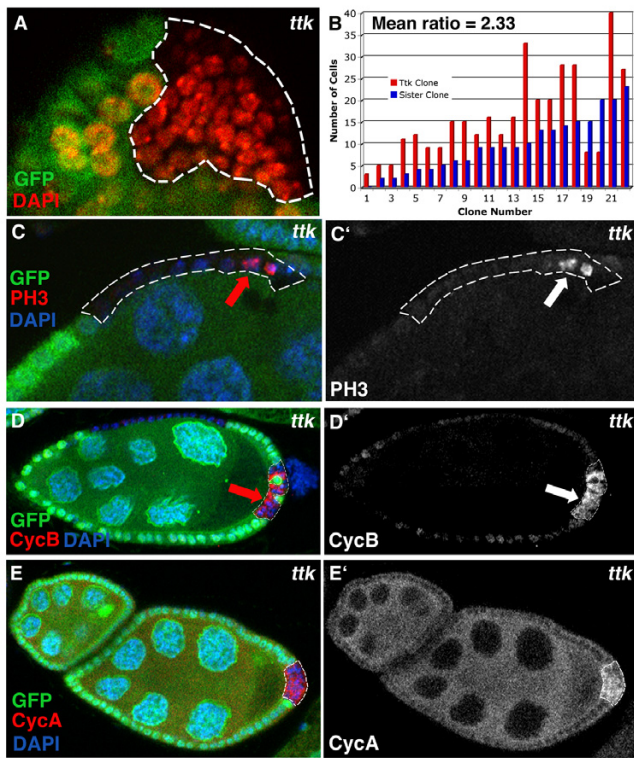 A
ttk
GFP
DAPI
B
Mean ratio = 2.33
Number of Cells
40
35
30
25
20
15
10
5
0
Ttk Clone
Sister Clone
1 3 5 7 9 11 13 15 17 19 21
Clone Number
C
ttk
GFP
PH3
DAPI
C'
ttk
PH3
D
ttk
GFP
CycB DAPI
D'
ttk
CycB
E
ttk
GFP
CycA
DAPI
E'
ttk
CycA